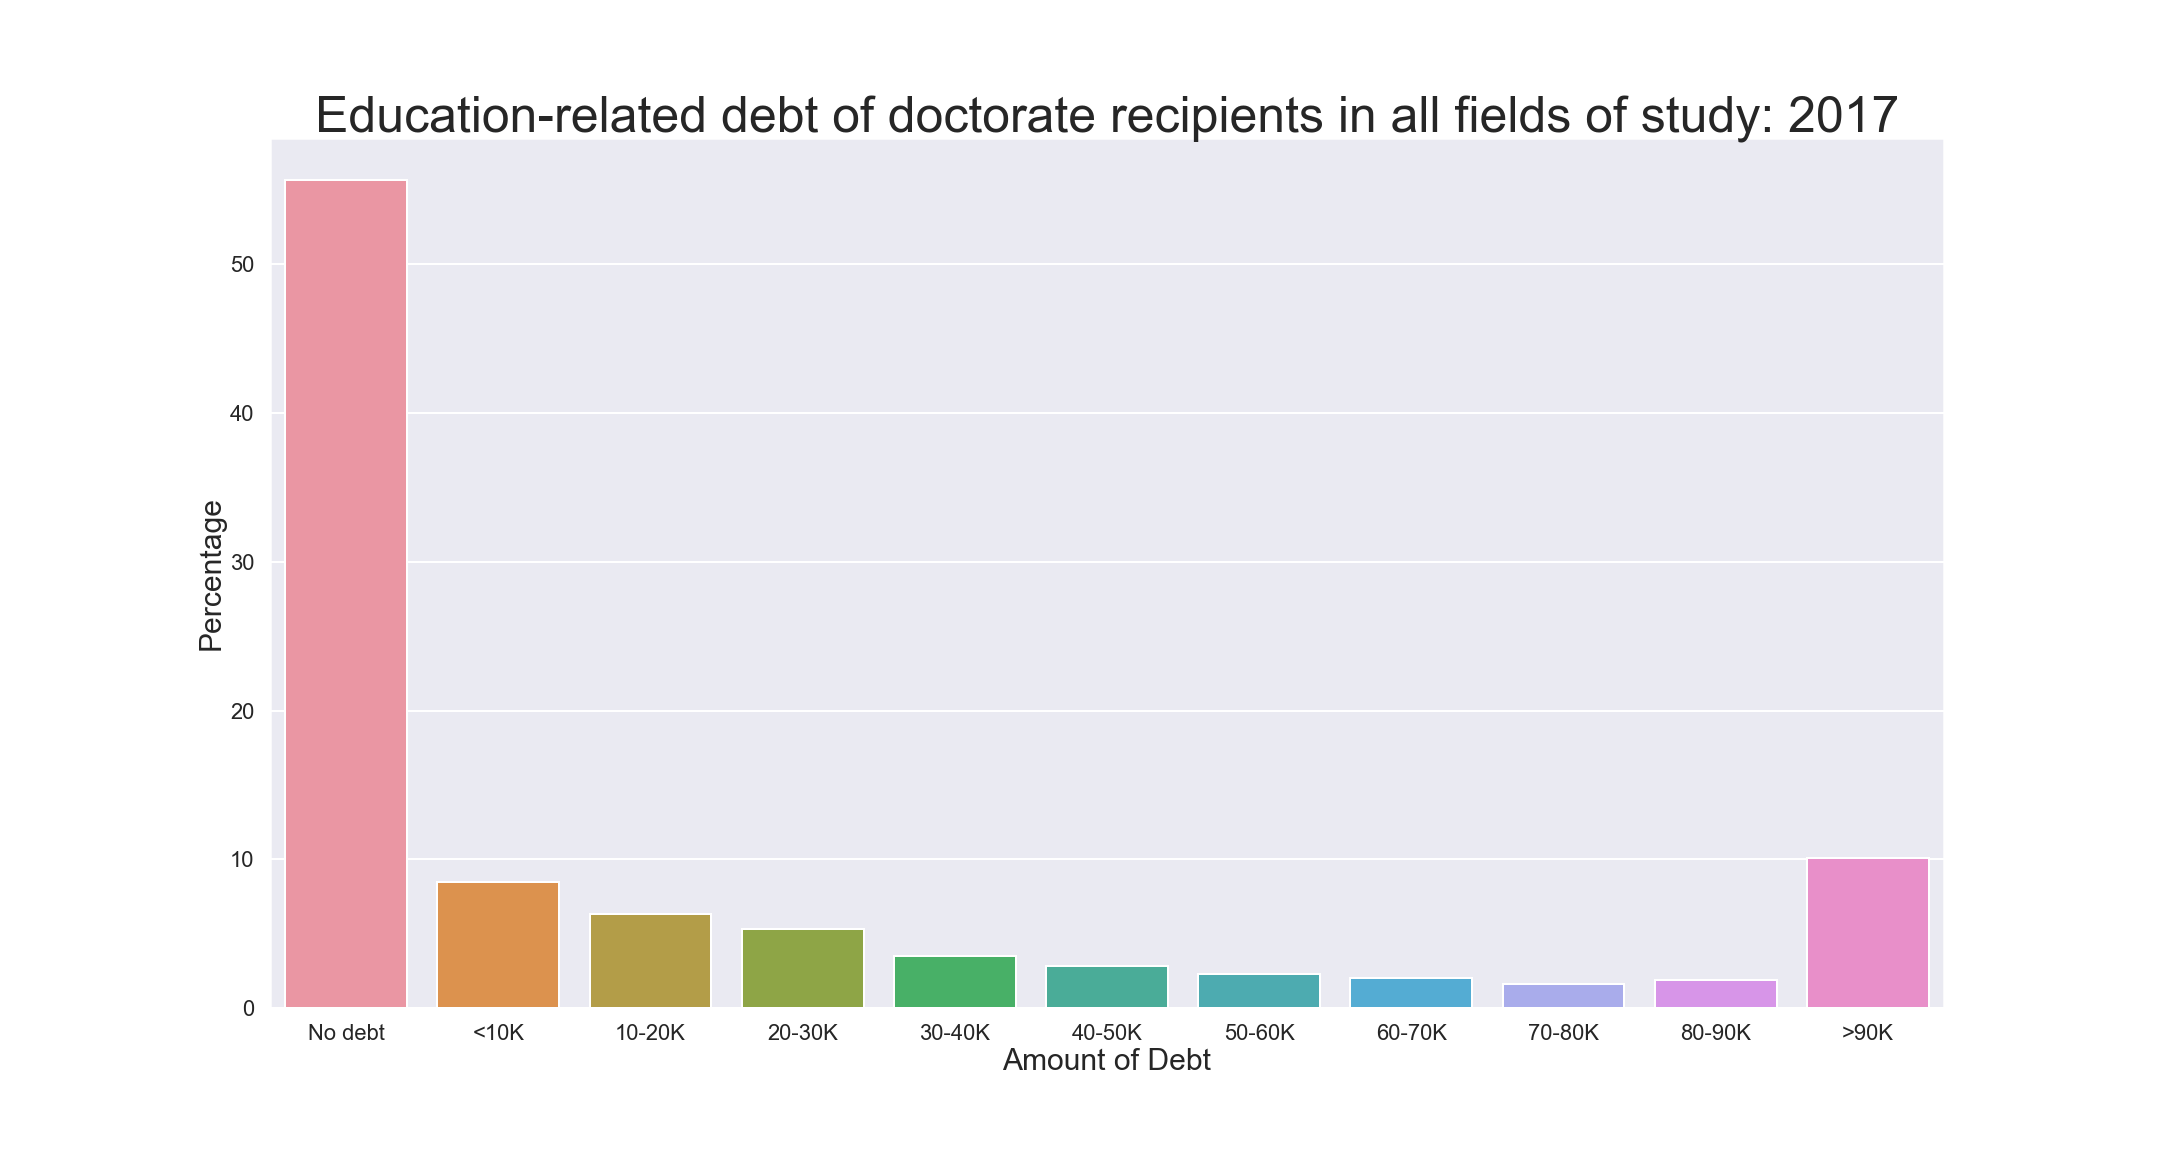 Education-related debt of doctorate recipients in all fields of study: 2017
Percentage
50
40
30
20
10
0
No debt <10K 10-20K 20-30K 30-40K 40-50K 50-60K 60-70K 70-80K 80-90K >90K
Amount of Debt